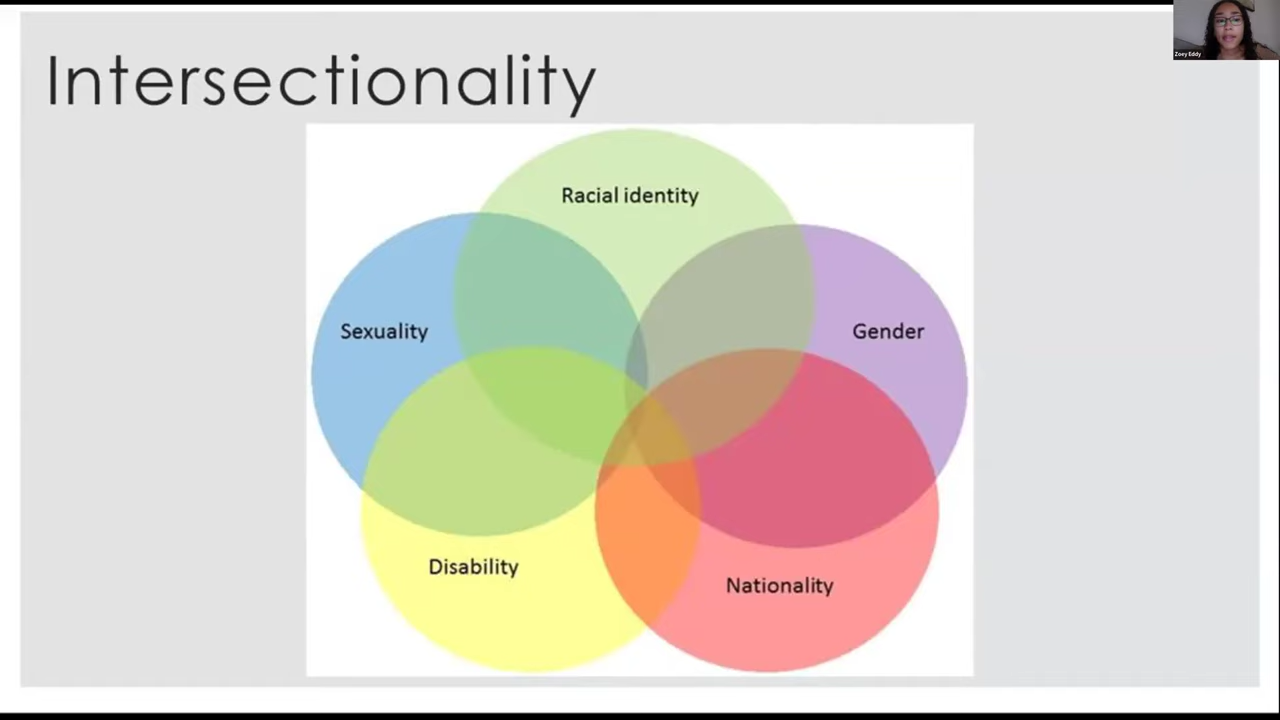 Intersectionality
Zoey Eddy
Racial identity
Sexuality
Gender
Disability
Nationality